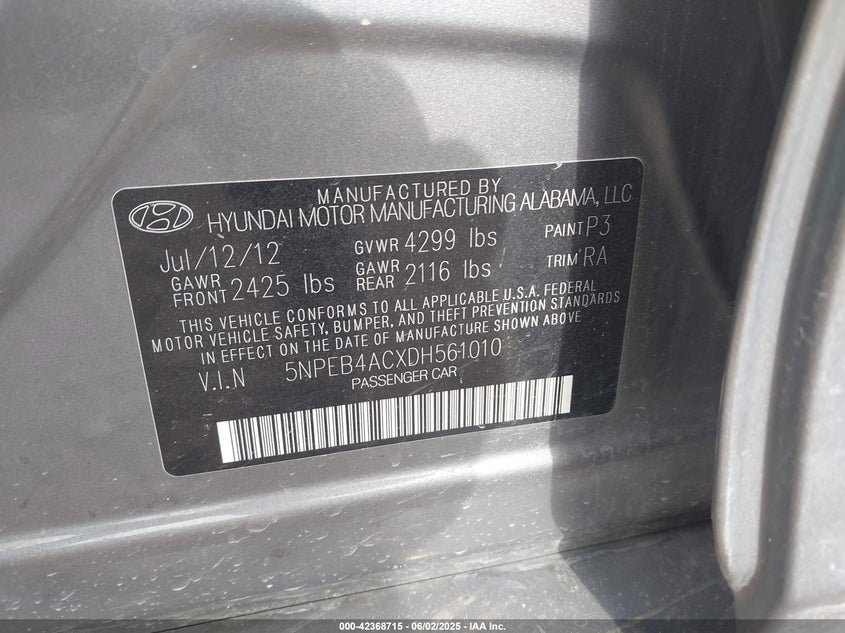 MANUFACTURED BY
HYUNDAI MOTOR MANUFACTURING ALABAMA, LLC
Jul/12/12 GVWR 4299 lbs PAINT P3
GAWR FRONT 2425 lbs GAWR REAR 2116 lbs TRIM RA
THIS VEHICLE CONFORMS TO ALL APPLICABLE U.S.A. FEDERAL
MOTOR VEHICLE SAFETY, BUMPER, AND THEFT PREVENTION STANDARDS
IN EFFECT ON THE DATE OF MANUFACTURE SHOWN ABOVE
V.I.N 5NPEB4ACXDH561010
PASSENGER CAR
000-42368715 - 06/02/2025 - IAA Inc.